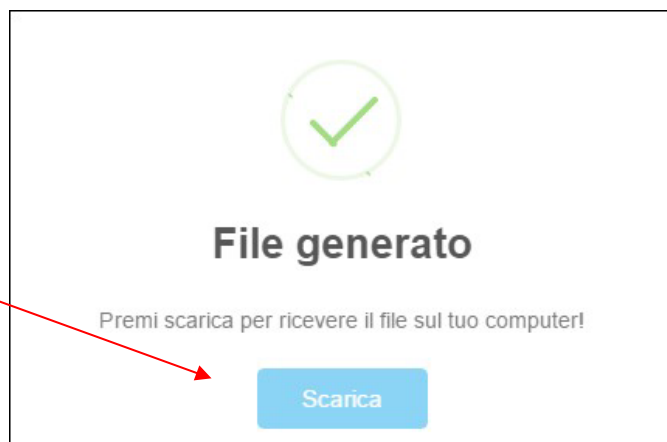 File generato
Premi scarica per ricevere il file sul tuo computer!
Scarica